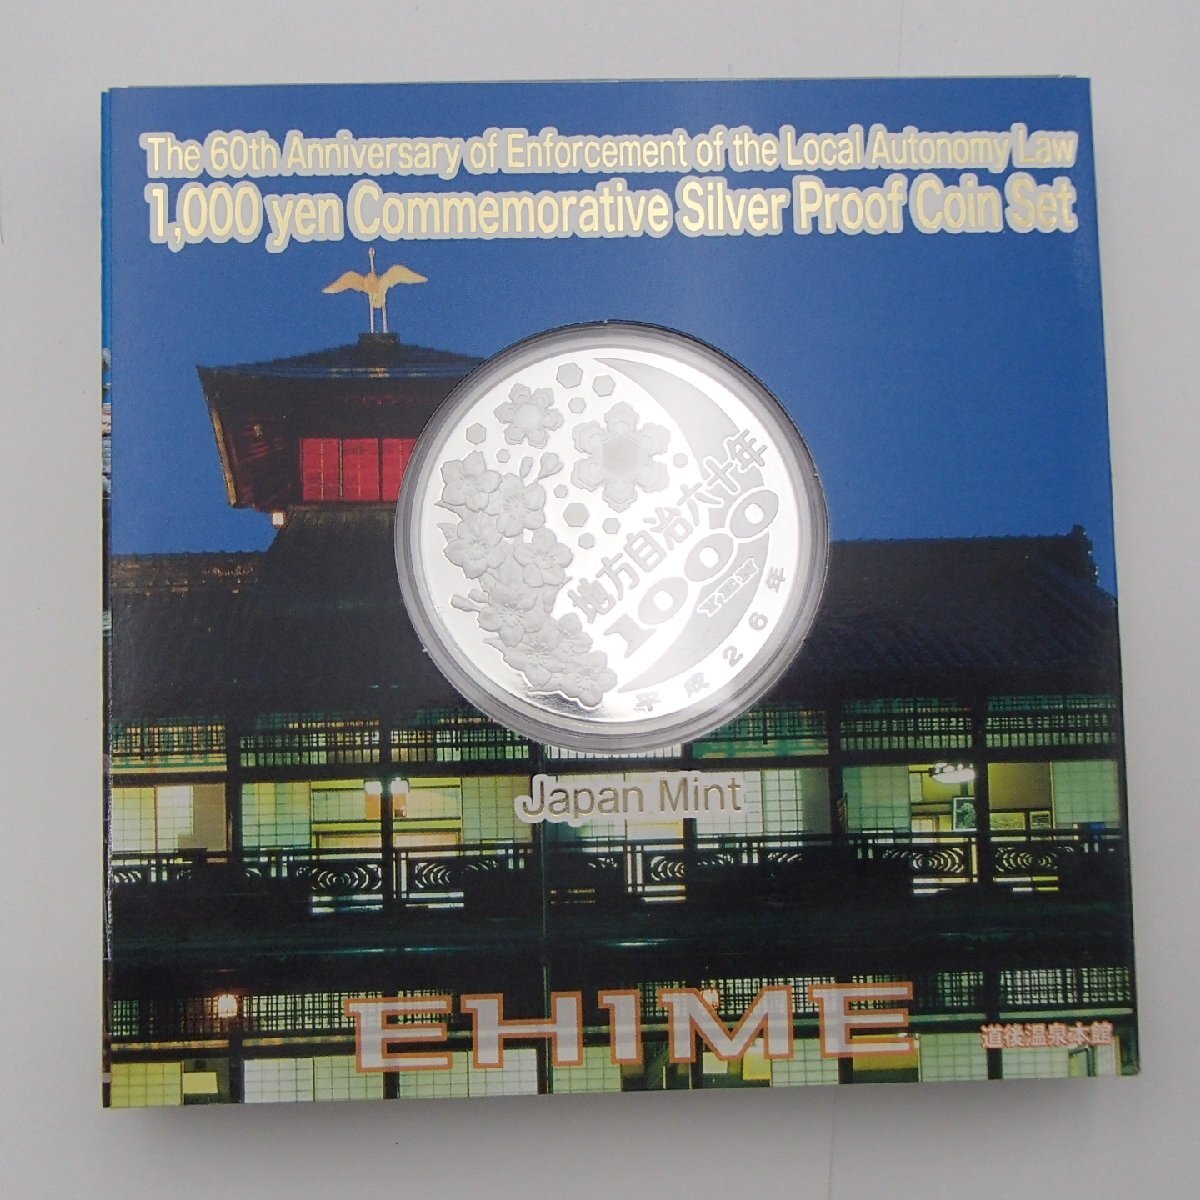 The 60th Anniversary of Enforcement of the Local Autonomy Law
1,000 yen Commemorative Silver Proof Coin Set
地方自治六十年
1000
YEN
平成26年
Japan Mint
EHIME
道後温泉本館